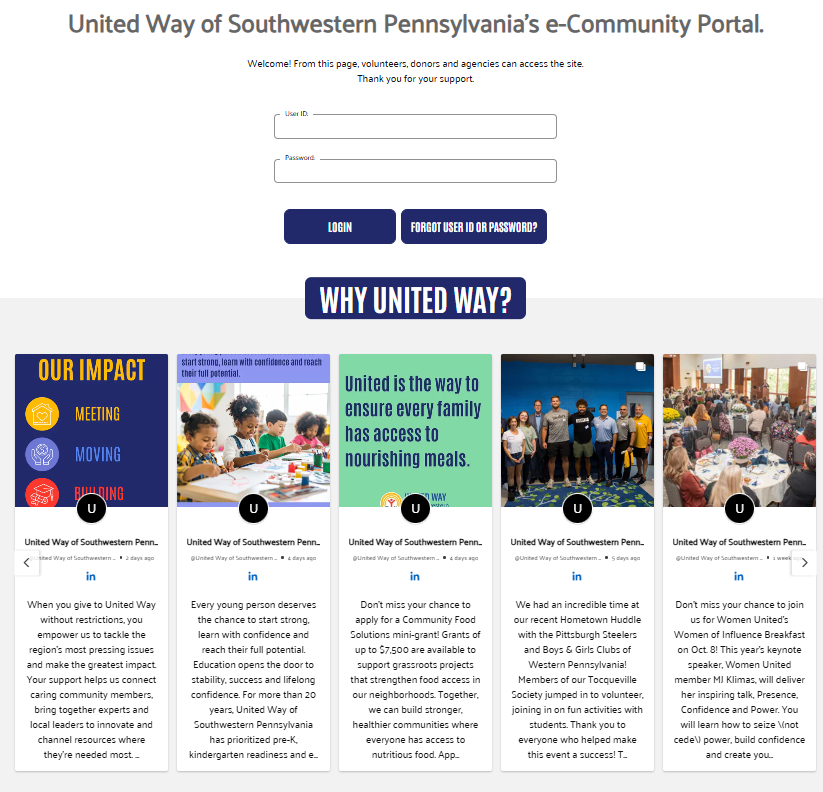 United Way of Southwestern Pennsylvania's e-Community Portal.
Welcome! From this page, volunteers, donors and agencies can access the site.
Thank you for your support.
User ID:
Password:
LOGIN
FORGOT USER ID OR PASSWORD?
WHY UNITED WAY?
OUR IMPACT
MEETING
MOVING
BUILDING
U
United Way of Southwestern Penn...
United Way of Southwestern ... • 2 days ago
in
When you give to United Way
without restrictions, you
empower us to tackle the
region's most pressing issues
and make the greatest impact.
Your support helps us connect
caring community members,
bring together experts and
local leaders to innovate and
channel resources where
they're needed most. ...
start strong, learn with confidence and reach
their full potential.
U
United Way of Southwestern Penn...
@United Way of Southwestern ... • 4 days ago
in
Every young person deserves
the chance to start strong,
learn with confidence and
reach their full potential.
Education opens the door to
stability, success and lifelong
confidence. For more than 20
years, United Way of
Southwestern Pennsylvania
has prioritized pre-K,
kindergarten readiness and e...
United is the way to
ensure every family
has access to
nourishing meals.
UNITED WAY
U
United Way of Southwestern Penn...
@United Way of Southwestern ... • 4 days ago
in
Don't miss your chance to
apply for a Community Food
Solutions mini-grant! Grants of
up to $7,500 are available to
support grassroots projects
that strengthen food access in
our neighborhoods. Together,
we can build stronger,
healthier communities where
everyone has access to
nutritious food. App...
U
United Way of Southwestern Penn...
@United Way of Southwestern ... • 5 days ago
in
We had an incredible time at
our recent Hometown Huddle
with the Pittsburgh Steelers
and Boys & Girls Clubs of
Western Pennsylvania!
Members of our Tocqueville
Society jumped in to volunteer,
joining in on fun activities with
students. Thank you to
everyone who helped make
this event a success! T...
U
United Way of Southwestern Penn...
@United Way of Southwestern ... • 1 week
in
Don't miss your chance to join
us for Women United's
Women of Influence Breakfast
on Oct. 8! This year's keynote
speaker, Women United
member MJ Klimas, will deliver
her inspiring talk, Presence,
Confidence and Power. You
will learn how to seize \(not
cede\) power, build confidence
and create you...